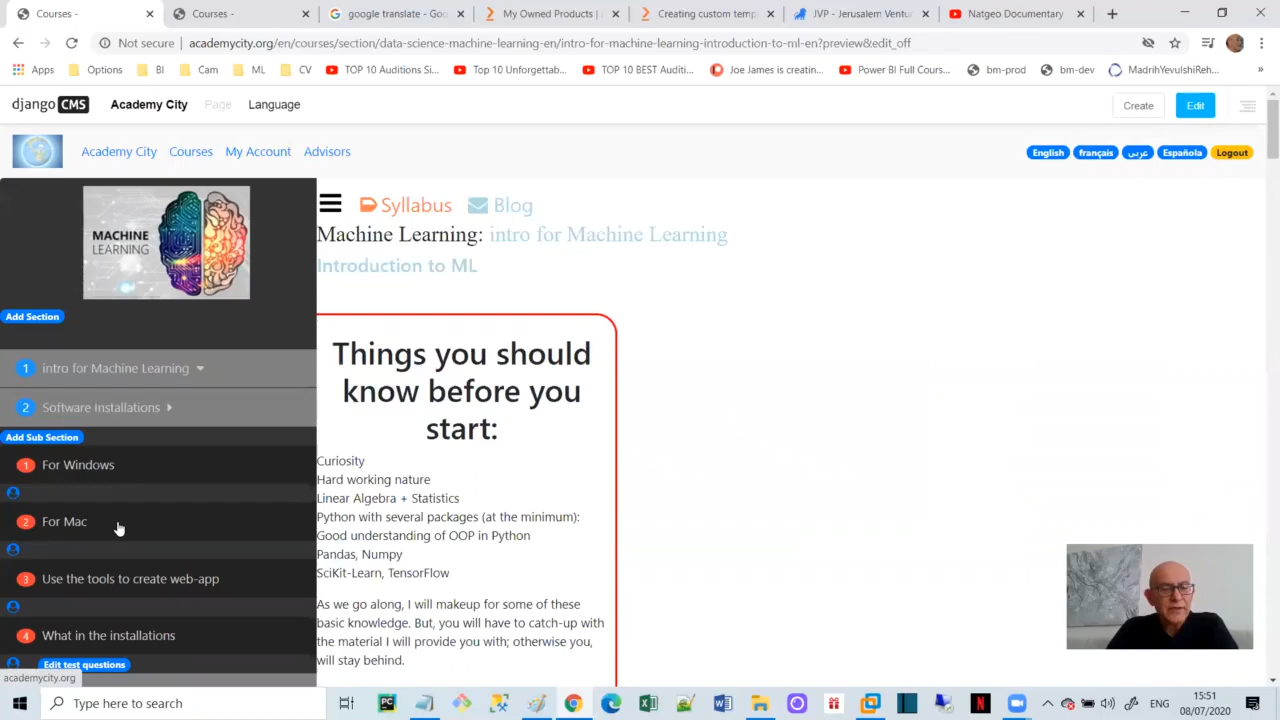 Courses -
Courses -
google translate - Goo
My Owned Products |
Creating custom temp
JVP - Jerusalem Ventu
Natgeo Documentary
Not secure
academycity.org/en/courses/section/data-science-machine-learning-en/intro-for-machine-learning-introduction-to-ml-en?preview&edit_off
Apps
Options
BI
Cam
ML
CV
TOP 10 Auditions Si...
Top 10 Unforgettab...
TOP 10 BEST Auditi...
Joe James is creatin...
Power BI Full Cours...
bm-prod
bm-dev
MadrihYevulshiReh...
»
django CMS
Academy City
Page
Language
Create
Edit
Academy City
Courses
My Account
Advisors
English
français
عربى
Española
Logout
MACHINE
LEARNING
Add Section
1 intro for Machine Learning
2 Software Installations
Add Sub Section
1 For Windows
2 For Mac
3 Use the tools to create web-app
4 What in the installations
Edit test questions
academycity.org
Syllabus
Blog
Machine Learning: intro for Machine Learning
Introduction to ML
Things you should
know before you
start:
Curiosity
Hard working nature
Linear Algebra + Statistics
Python with several packages (at the minimum):
Good understanding of OOP in Python
Pandas, Numpy
SciKit-Learn, TensorFlow
As we go along, I will makeup for some of these
basic knowledge. But, you will have to catch-up with
the material I will provide you with; otherwise you,
will stay behind.
Type here to search
PC
N
ENG
15:51
08/07/2020